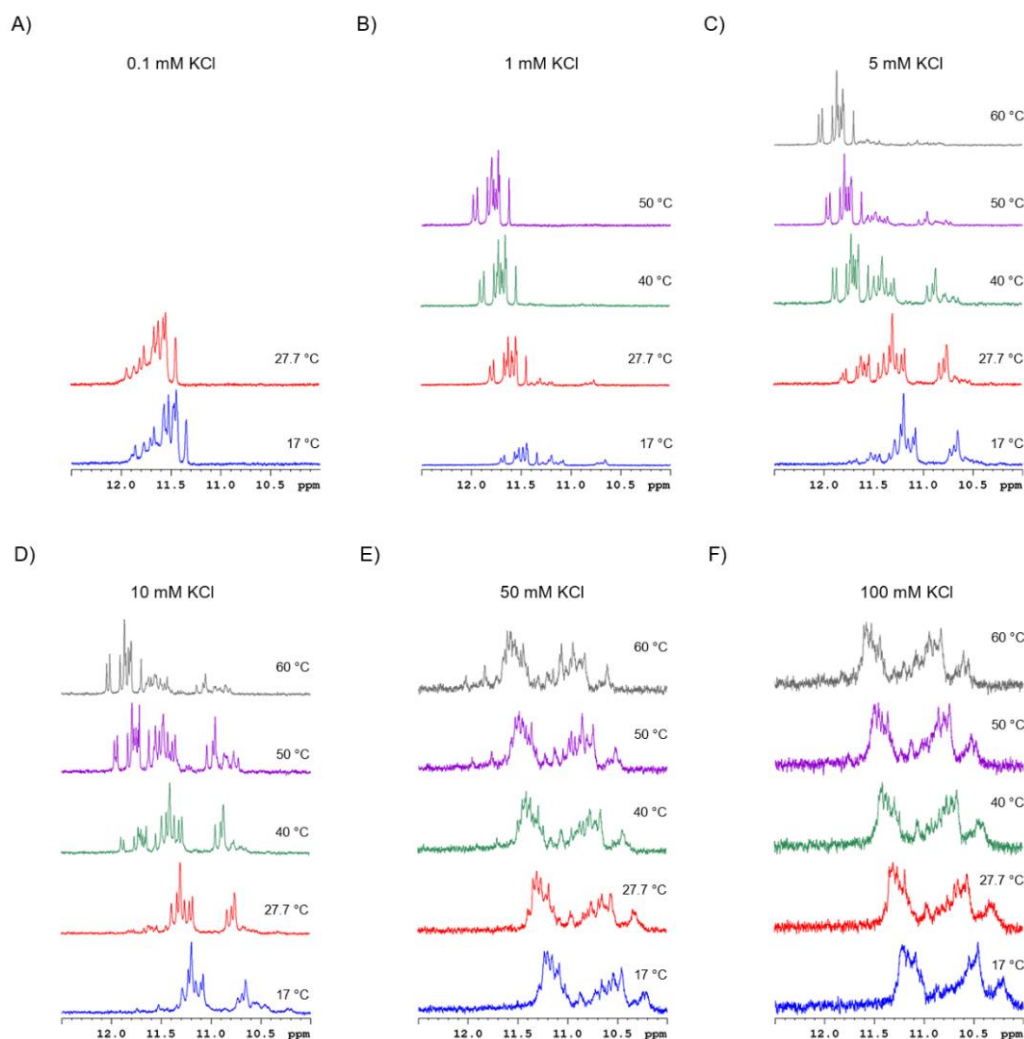 A)
0.1 mM KCl
27.7 °C
17 °C
12.0 11.5 11.0 10.5 ppm
B)
1 mM KCl
50 °C
40 °C
27.7 °C
17 °C
12.0 11.5 11.0 10.5 ppm
C)
5 mM KCl
60 °C
50 °C
40 °C
27.7 °C
17 °C
12.0 11.5 11.0 10.5 ppm
D)
10 mM KCl
60 °C
50 °C
40 °C
27.7 °C
17 °C
12.0 11.5 11.0 10.5 ppm
E)
50 mM KCl
60 °C
50 °C
40 °C
27.7 °C
17 °C
12.0 11.5 11.0 10.5 ppm
F)
100 mM KCl
60 °C
50 °C
40 °C
27.7 °C
17 °C
12.0 11.5 11.0 10.5 ppm